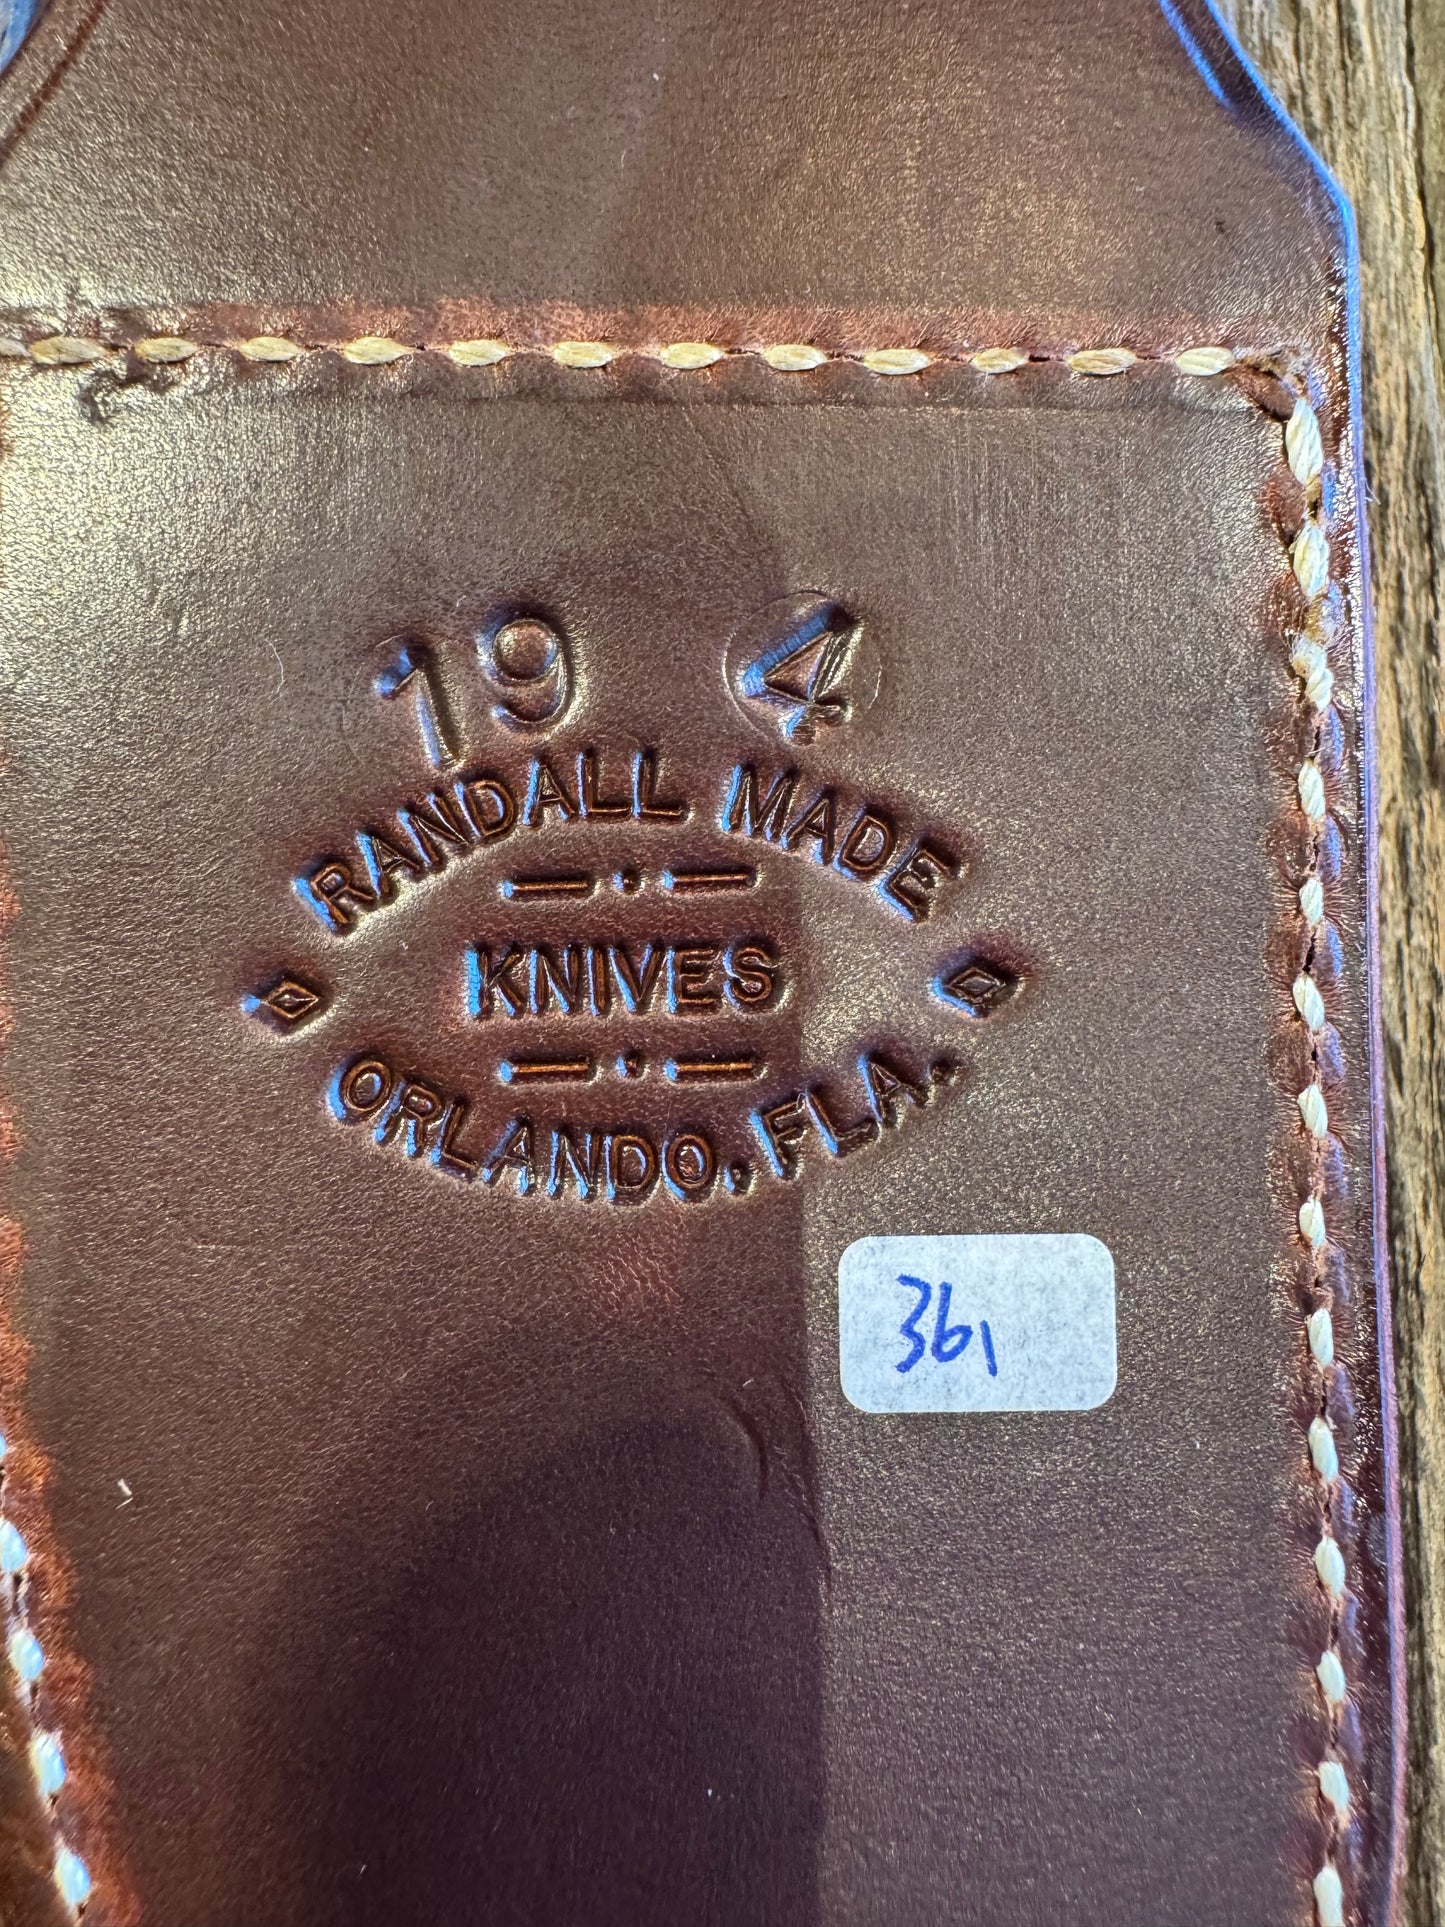 19 4
RANDALL MADE
KNIVES
ORLANDO, FLA.
361